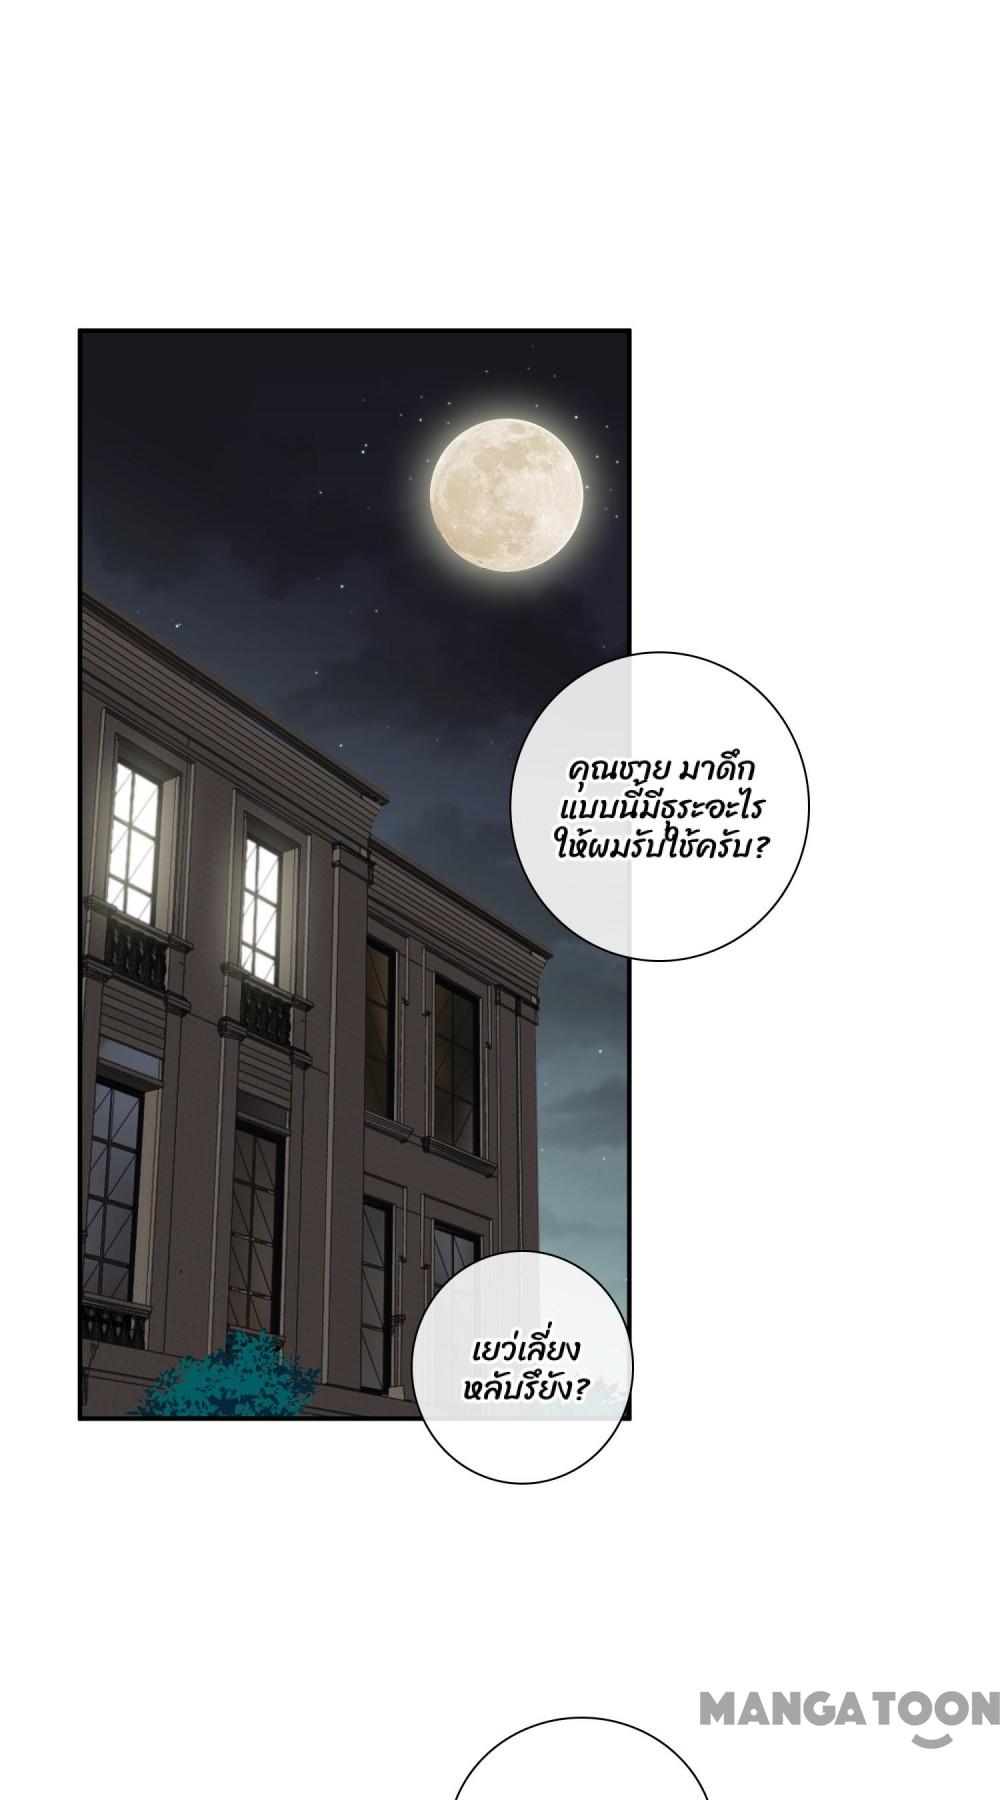 คุณชาย มาดึก
แบบนี้มีธุระอะไร
ให้ผมรับใช้ครับ?
เยว่เลี่ยง
หลับรึยัง?
MANGATOON